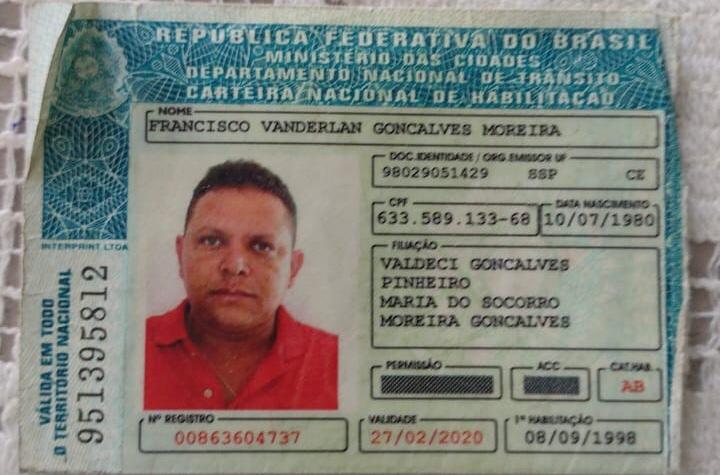 REPÚBLICA FEDERATIVA DO BRASIL
MINISTÉRIO DAS CIDADES
DEPARTAMENTO NACIONAL DE TRÂNSITO
CARTEIRA NACIONAL DE HABILITAÇÃO
NOME
FRANCISCO VANDERLAN GONCALVES MOREIRA
DOC. IDENTIDADE / ORG. EMISSOR UF
98029051429 SSP CE
CPF DATA NASCIMENTO
633.589.133-68 10/07/1980
FILIAÇÃO
VALDECI GONCALVES
PINHEIRO
MARIA DO SOCORRO
MOREIRA GONCALVES
PERMISSÃO ACC CAT. HAB.
AB
Nº REGISTRO VALIDADE 1ª HABILITAÇÃO
00863604737 27/02/2020 08/09/1998
INTERPRINT LTDA
VÁLIDA EM TODO
O TERRITÓRIO NACIONAL
951395812